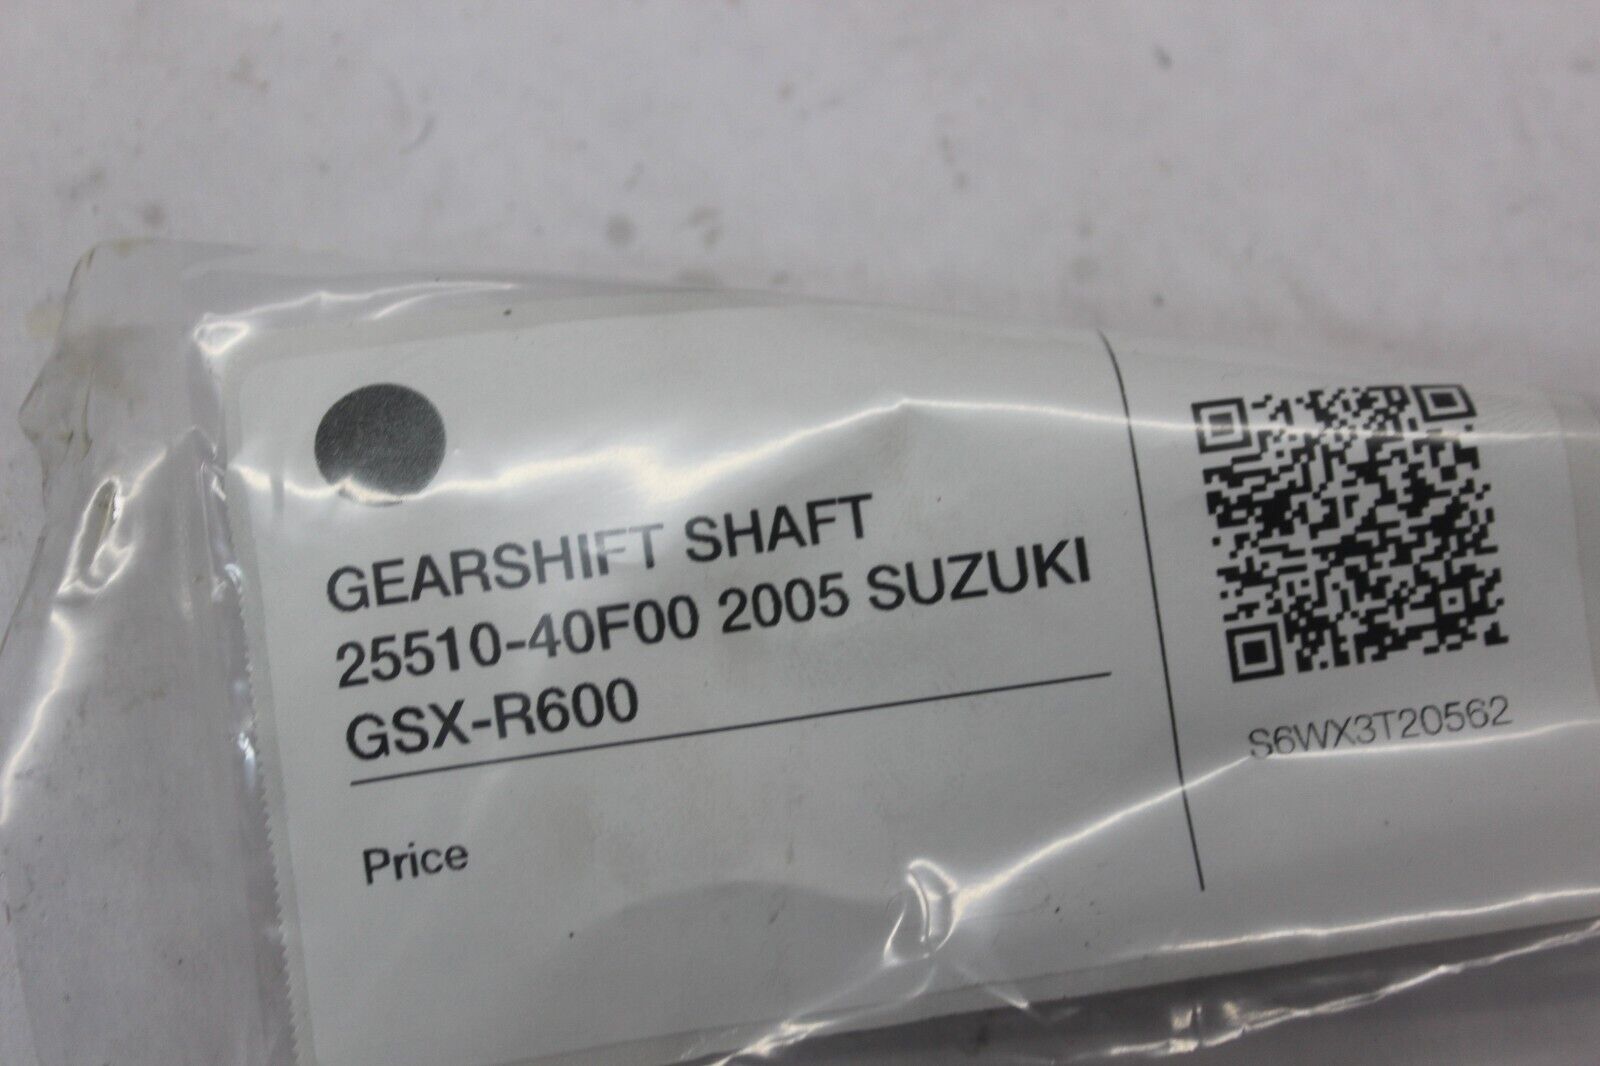 GEARSHIFT SHAFT
25510-40F00 2005 SUZUKI
GSX-R600
Price
S6WX3T20562